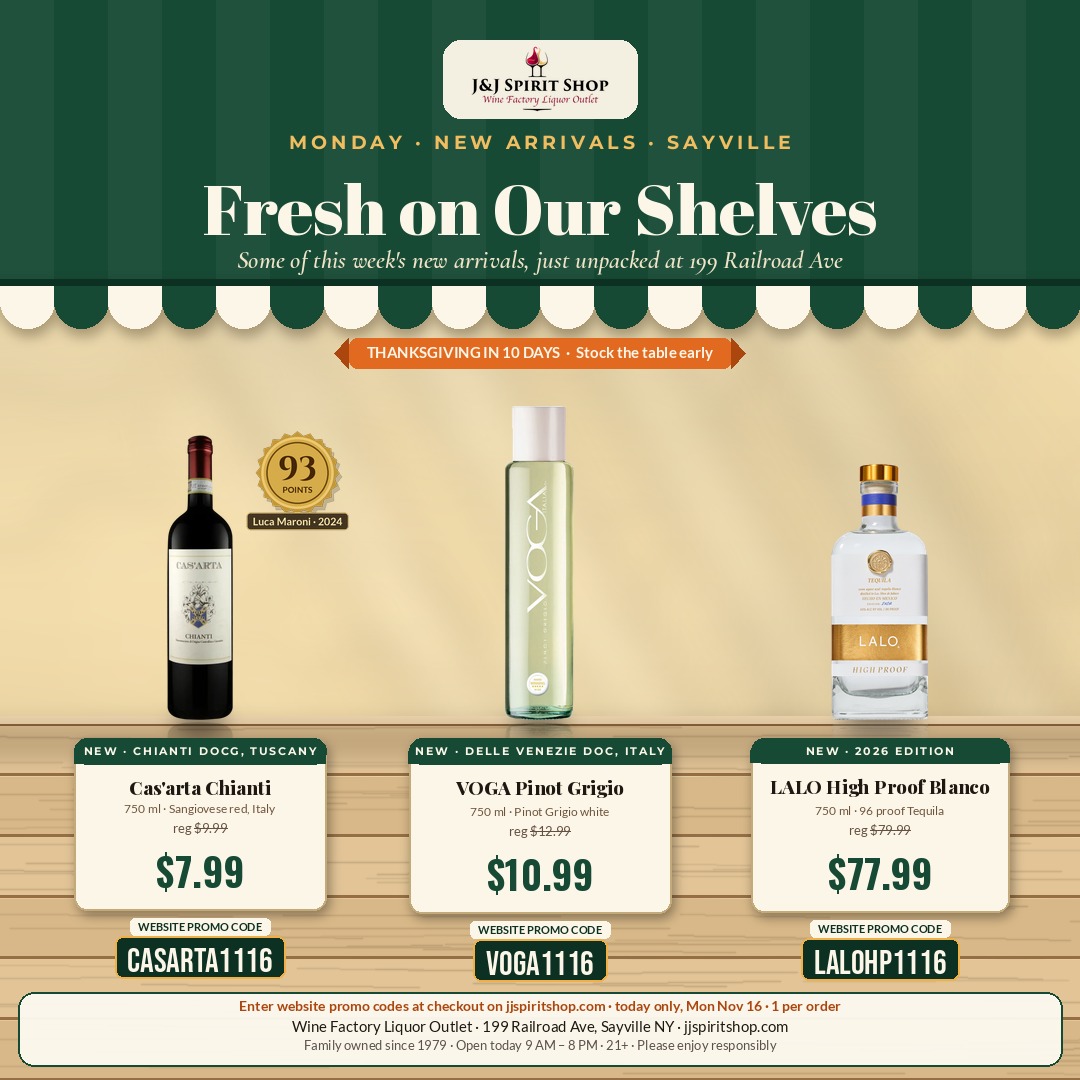 J&J SPIRIT SHOP
Wine Factory Liquor Outlet
MONDAY · NEW ARRIVALS · SAYVILLE
Fresh on Our Shelves
Some of this week's new arrivals, just unpacked at 199 Railroad Ave
THANKSGIVING IN 10 DAYS · Stock the table early
93
POINTS
Luca Maroni · 2024
CAS'ARTA
CHIANTI
VOGA
ITALIA
TEQUILA
LALO
HIGH PROOF
NEW · CHIANTI DOCG, TUSCANY
Cas'arta Chianti
750 ml · Sangiovese red, Italy
reg $9.99
$7.99
WEBSITE PROMO CODE
CASARTA1116
NEW · DELLE VENEZIE DOC, ITALY
VOGA Pinot Grigio
750 ml · Pinot Grigio white
reg $12.99
$10.99
WEBSITE PROMO CODE
VOGA1116
NEW · 2026 EDITION
LALO High Proof Blanco
750 ml · 96 proof Tequila
reg $79.99
$77.99
WEBSITE PROMO CODE
LALOHP1116
Enter website promo codes at checkout on jjspiritshop.com · today only, Mon Nov 16 · 1 per order
Wine Factory Liquor Outlet · 199 Railroad Ave, Sayville NY · jjspiritshop.com
Family owned since 1979 · Open today 9 AM – 8 PM · 21+ · Please enjoy responsibly